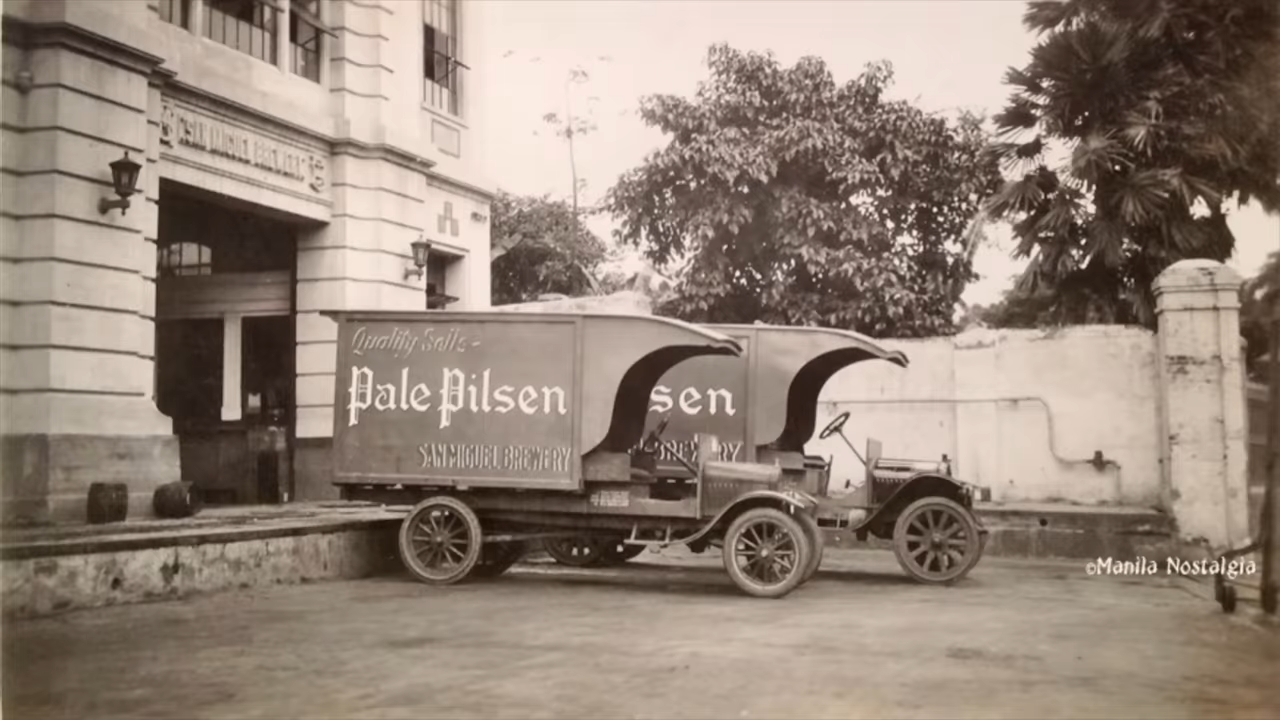 SAN MIGUEL BREWERY
Quality Sells-
Pale Pilsen
SAN MIGUEL BREWERY
sen
©Manila Nostalgia